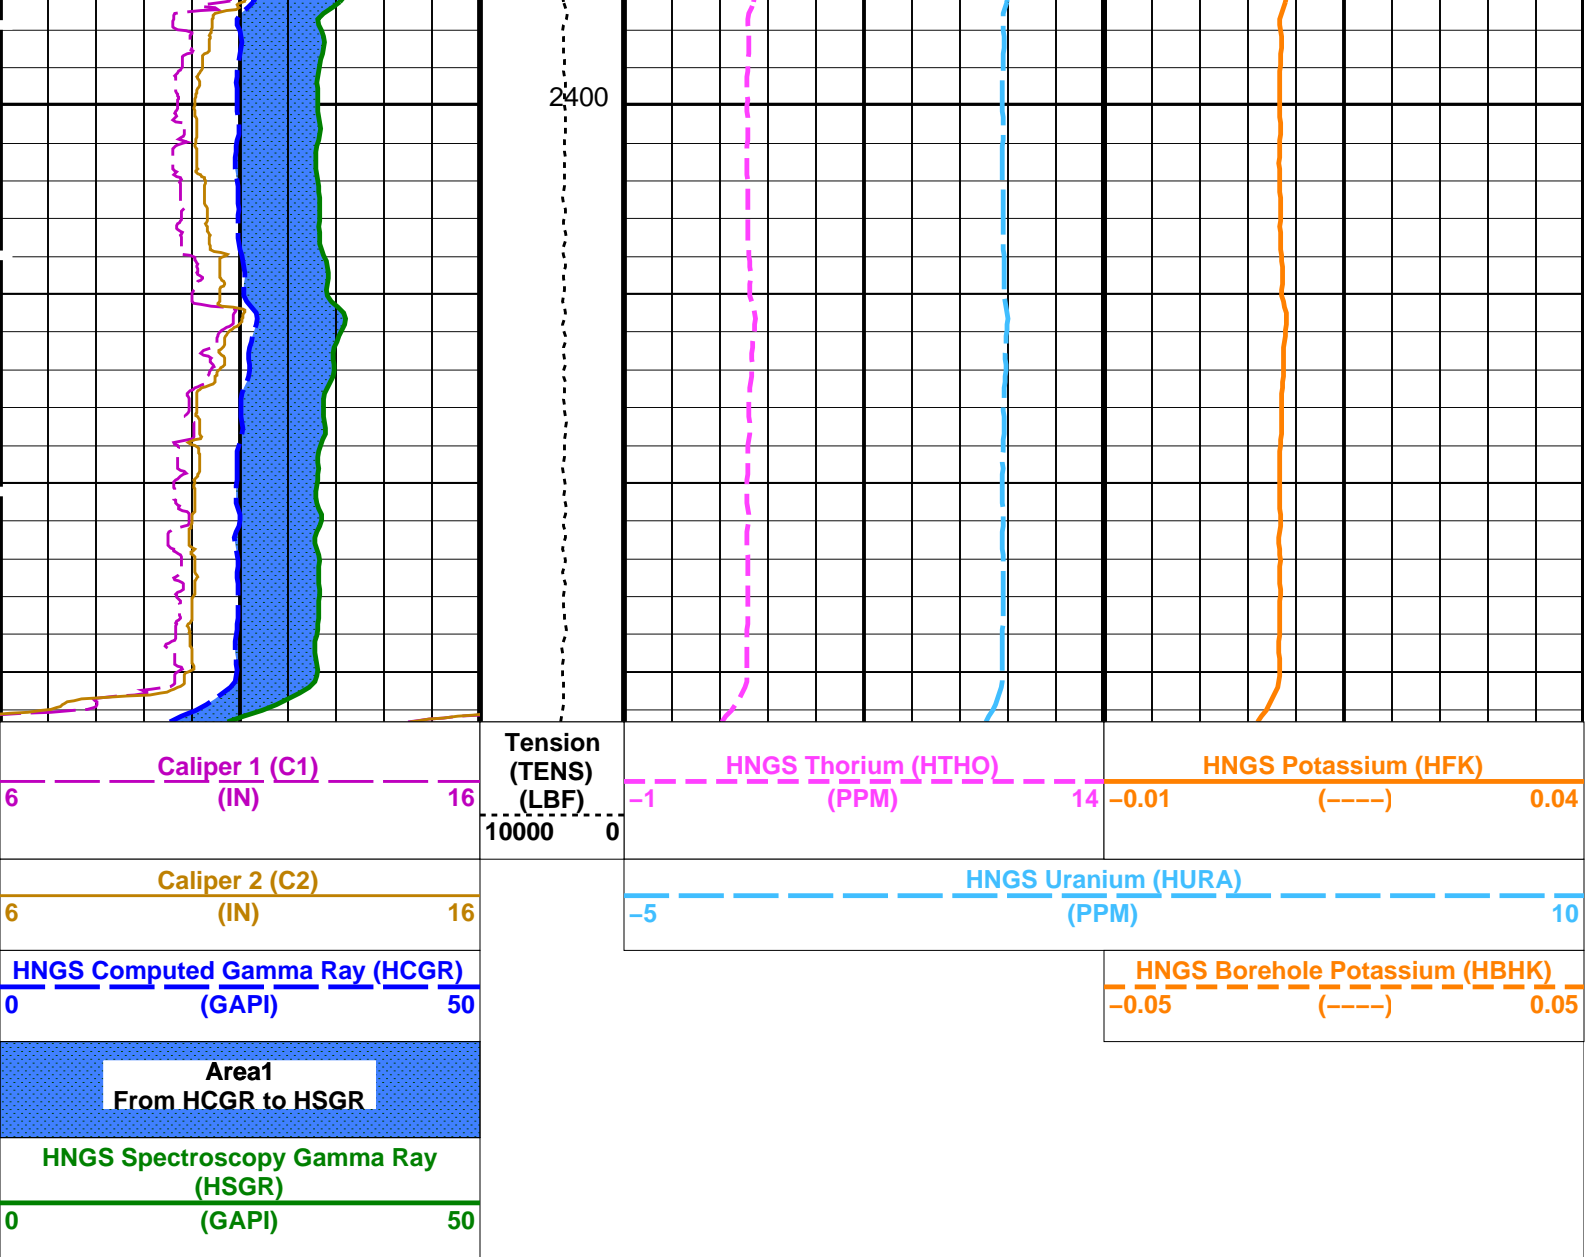 2400
Caliper 1 (C1)
6 (IN) 16
Tension
(TENS)
(LBF)
10000 0
HNGS Thorium (HTHO)
−1 (PPM) 14
HNGS Potassium (HFK)
−0.01 (−−−−) 0.04
Caliper 2 (C2)
6 (IN) 16
HNGS Uranium (HURA)
−5 (PPM) 10
HNGS Computed Gamma Ray (HCGR)
0 (GAPI) 50
HNGS Borehole Potassium (HBHK)
−0.05 (−−−−) 0.05
Area1
From HCGR to HSGR
HNGS Spectroscopy Gamma Ray
(HSGR)
0 (GAPI) 50